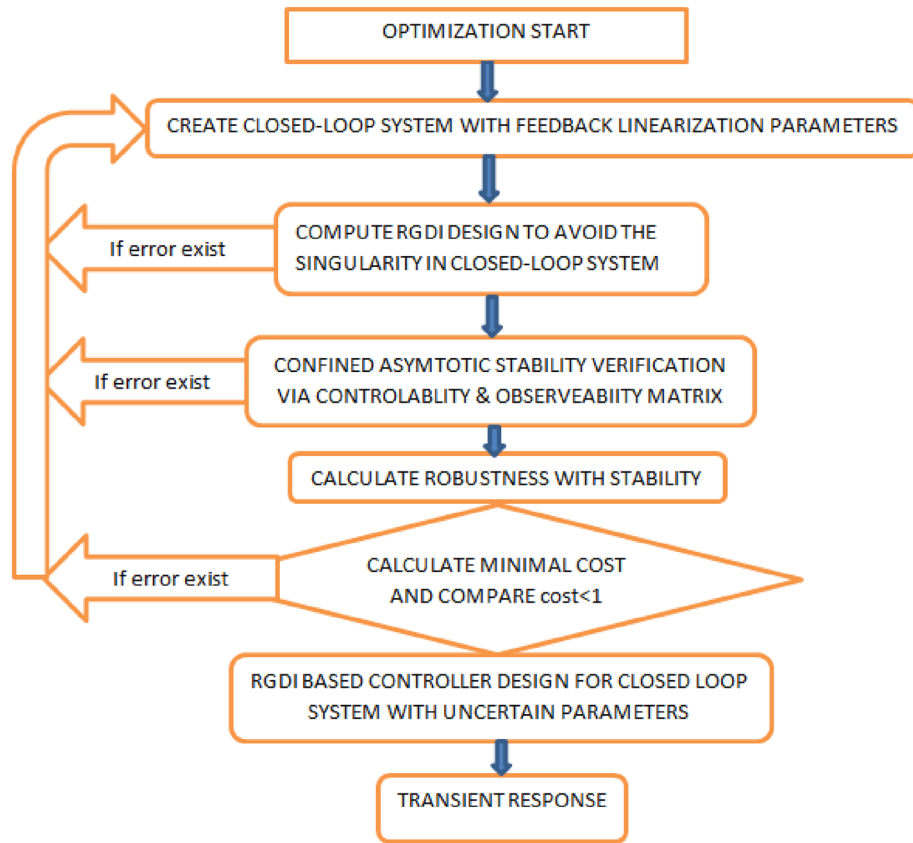 OPTIMIZATION START
CREATE CLOSED-LOOP SYSTEM WITH FEEDBACK LINEARIZATION PARAMETERS
COMPUTE RGDI DESIGN TO AVOID THE
SINGULARITY IN CLOSED-LOOP SYSTEM
If error exist
CONFINED ASYMTOTIC STABILITY VERIFICATION
VIA CONTROLABLTY & OBSERVEABIITY MATRIX
If error exist
CALCULATE ROBUSTNESS WITH STABILITY
CALCULATE MINIMAL COST
AND COMPARE cost<1
If error exist
RGDI BASED CONTROLLER DESIGN FOR CLOSED LOOP
SYSTEM WITH UNCERTAIN PARAMETERS
TRANSIENT RESPONSE